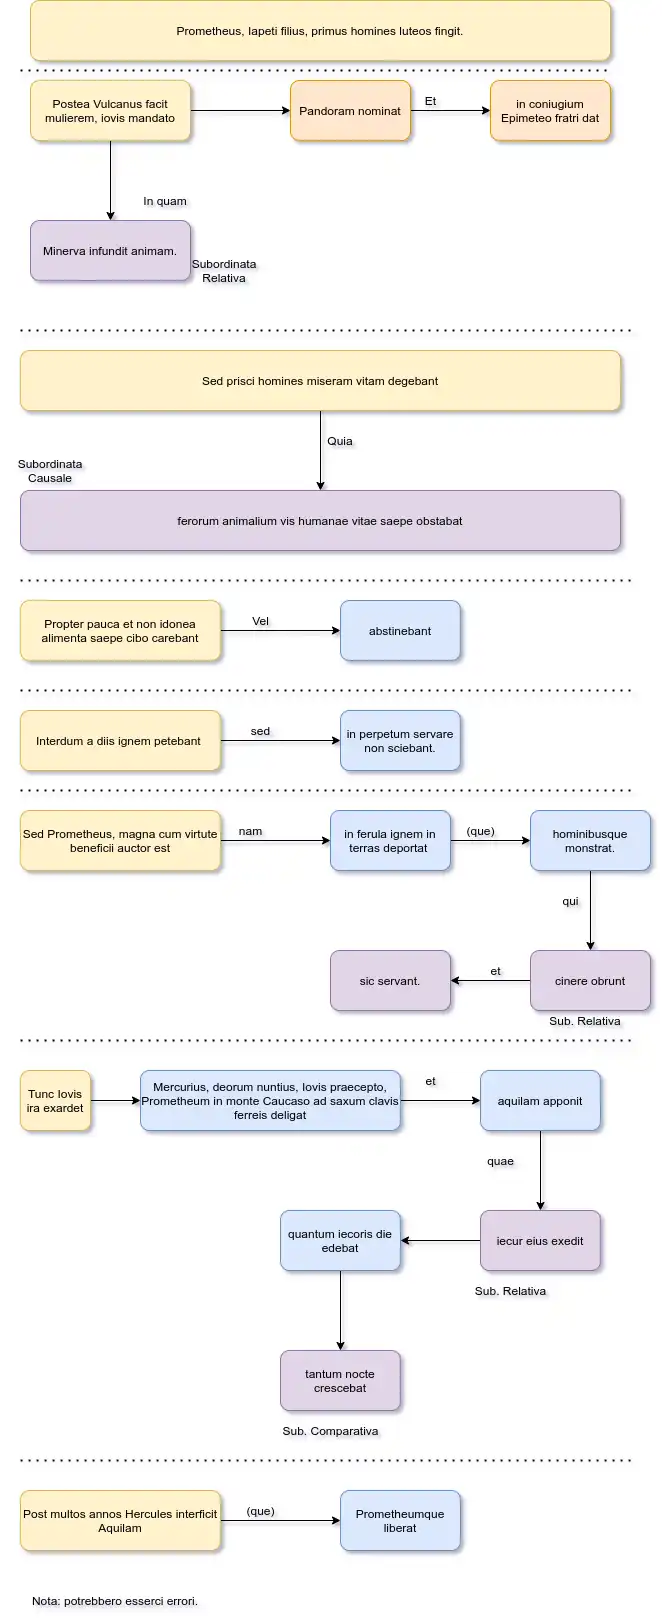 Prometheus, Iapeti filius, primus homines luteos fingit.
Postea Vulcanus facit
mulierem, iovis mandato
Pandoram nominat
Et
in coniugium
Epimeteo fratri dat
In quam
Minerva infundit animam.
Subordinata
Relativa
Sed prisci homines miseram vitam degebant
Quia
Subordinata
Causale
ferorum animalium vis humanae vitae saepe obstabat
Propter pauca et non idonea
alimenta saepe cibo carebant
Vel
abstinebant
Interdum a diis ignem petebant
sed
in perpetum servare
non sciebant.
Sed Prometheus, magna cum virtute
beneficii auctor est
nam
in ferula ignem in
terras deportat
(que)
hominibusque
monstrat.
qui
sic servant.
et
cinere obrunt
Sub. Relativa
Tunc Iovis
ira exardet
Mercurius, deorum nuntius, Iovis praecepto,
Prometheum in monte Caucaso ad saxum clavis
ferreis deligat
et
aquilam apponit
quae
quantum iecoris die
edebat
iecur eius exedit
Sub. Relativa
tantum nocte
crescebat
Sub. Comparativa
Post multos annos Hercules interficit
Aquilam
(que)
Prometheumque
liberat
Nota: potrebbero esserci errori.